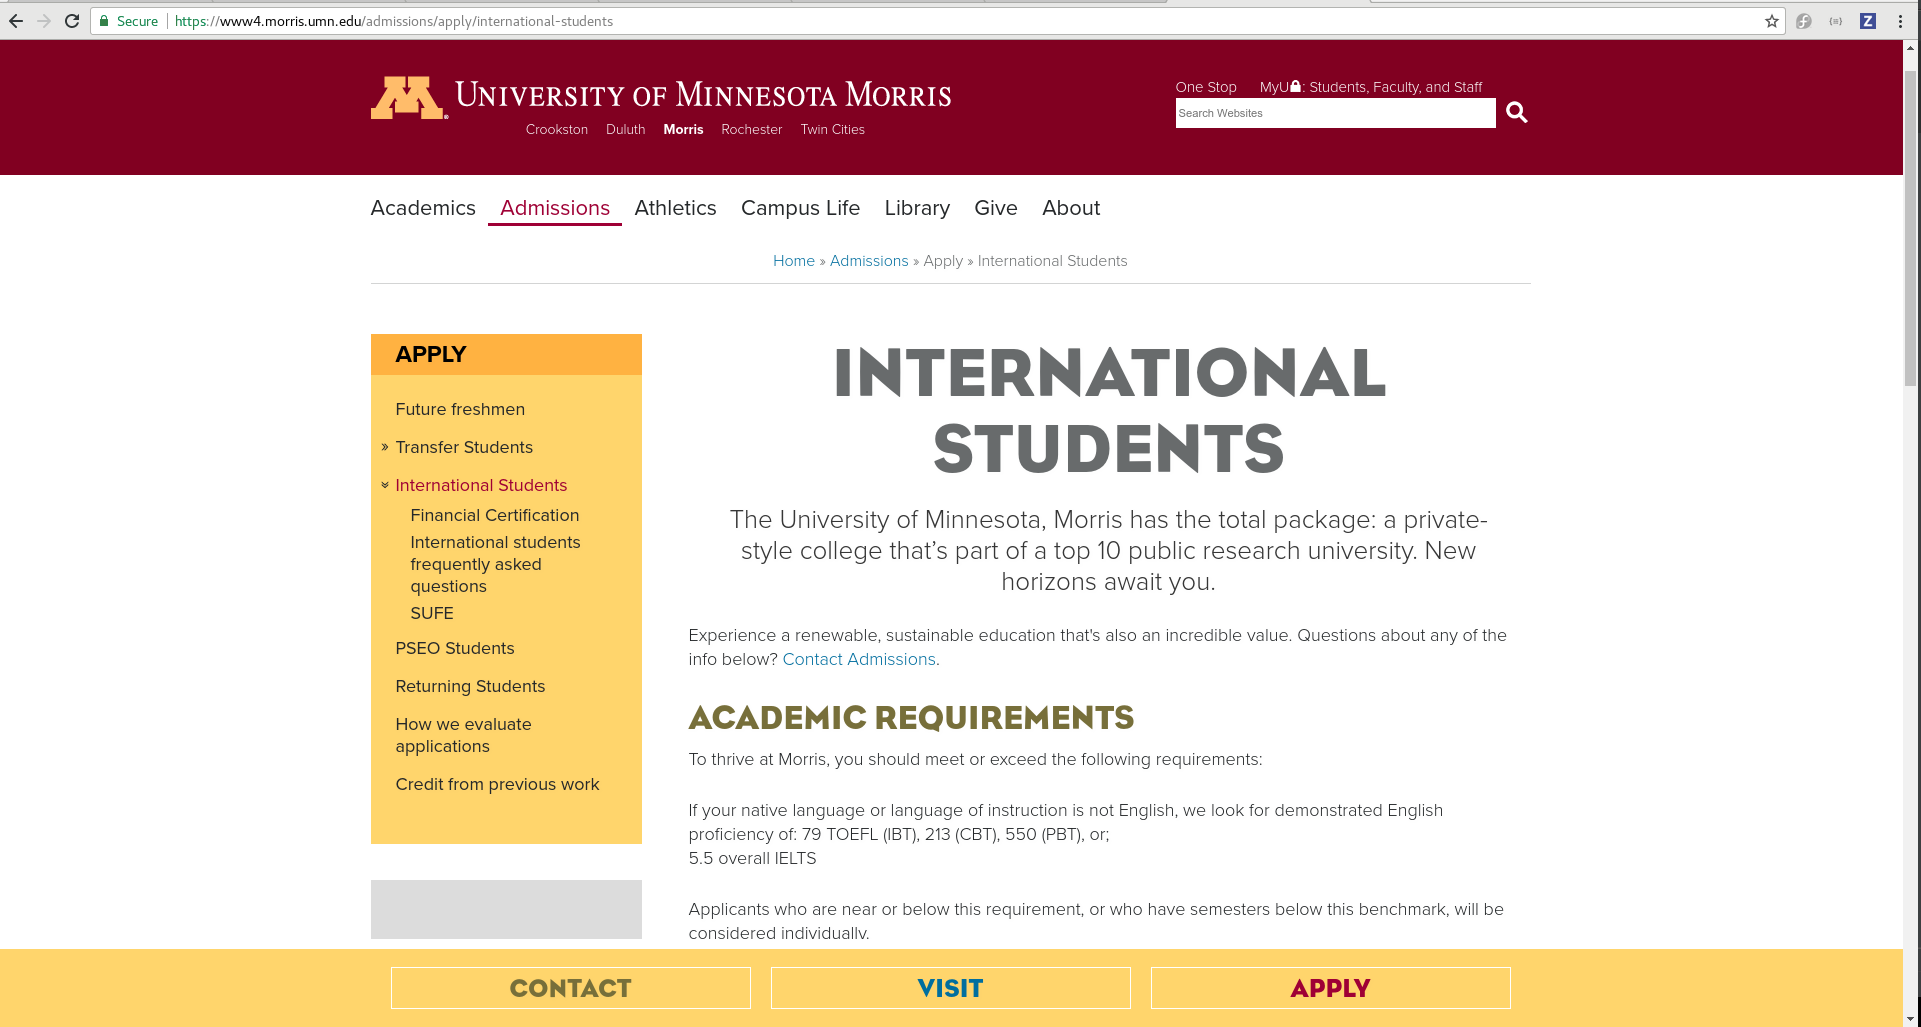 Secure https://www4.morris.umn.edu/admissions/apply/international-students
UNIVERSITY OF MINNESOTA MORRIS
Crookston Duluth Morris Rochester Twin Cities
One Stop MyU: Students, Faculty, and Staff
Search Websites
Academics Admissions Athletics Campus Life Library Give About
Home » Admissions » Apply » International Students
APPLY
Future freshmen
» Transfer Students
International Students
Financial Certification
International students
frequently asked
questions
SUFE
PSEO Students
Returning Students
How we evaluate
applications
Credit from previous work
INTERNATIONAL
STUDENTS
The University of Minnesota, Morris has the total package: a private-
style college that’s part of a top 10 public research university. New
horizons await you.
Experience a renewable, sustainable education that's also an incredible value. Questions about any of the
info below? Contact Admissions.
ACADEMIC REQUIREMENTS
To thrive at Morris, you should meet or exceed the following requirements:
If your native language or language of instruction is not English, we look for demonstrated English
proficiency of: 79 TOEFL (IBT), 213 (CBT), 550 (PBT), or;
5.5 overall IELTS
Applicants who are near or below this requirement, or who have semesters below this benchmark, will be
considered individually.
CONTACT VISIT APPLY